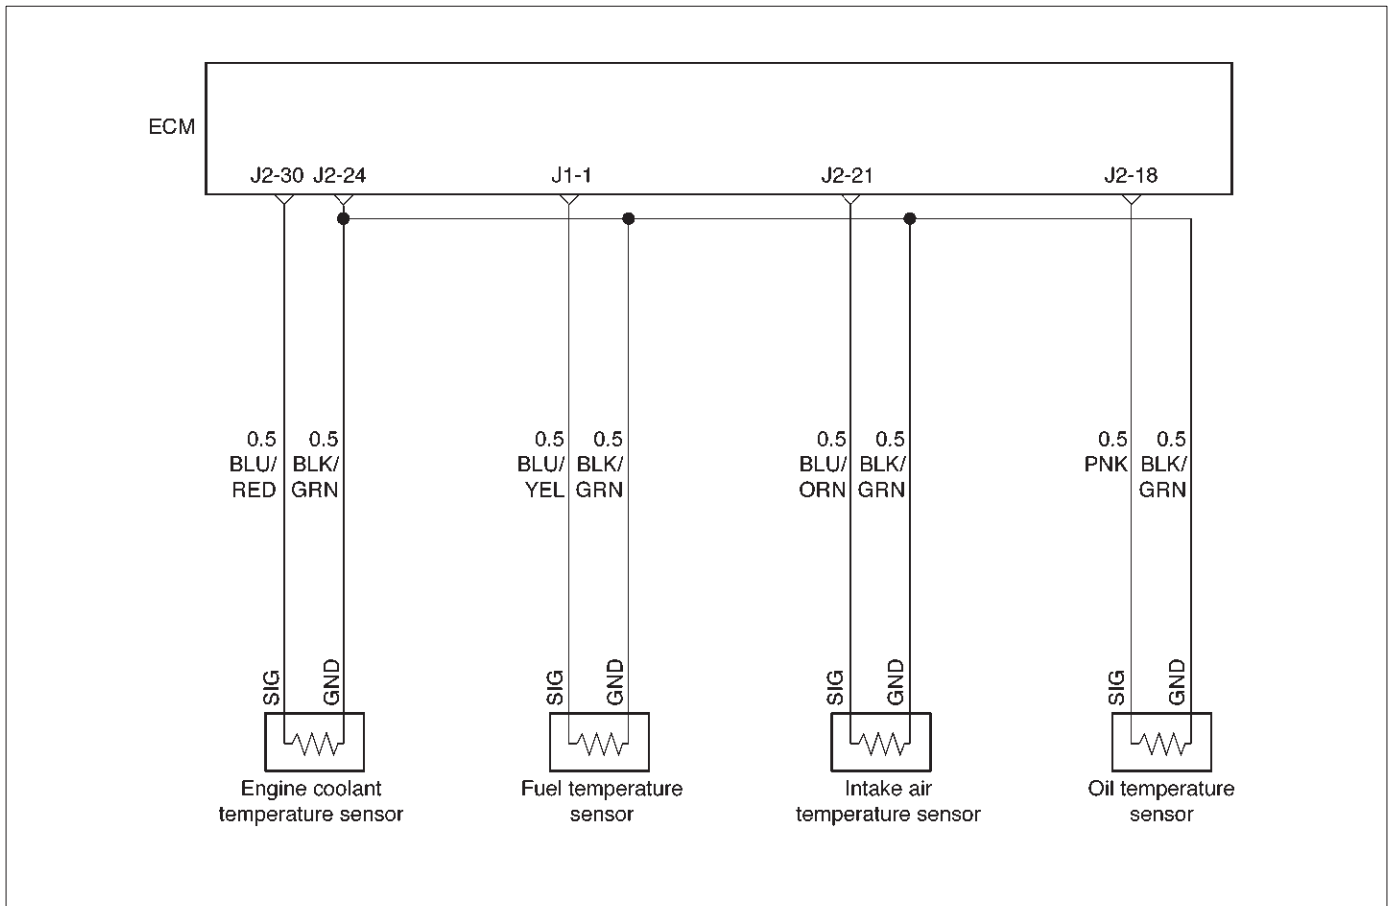 ECM
J2-30 J2-24 J1-1 J2-21 J2-18
0.5 0.5 0.5 0.5 0.5 0.5 0.5 0.5
BLU/ BLK/ BLU/ BLK/ BLU/ BLK/ PNK BLK/
RED GRN YEL GRN ORN GRN GRN
SIG GND SIG GND SIG GND SIG GND
Engine coolant
temperature sensor
Fuel temperature
sensor
Intake air
temperature sensor
Oil temperature
sensor